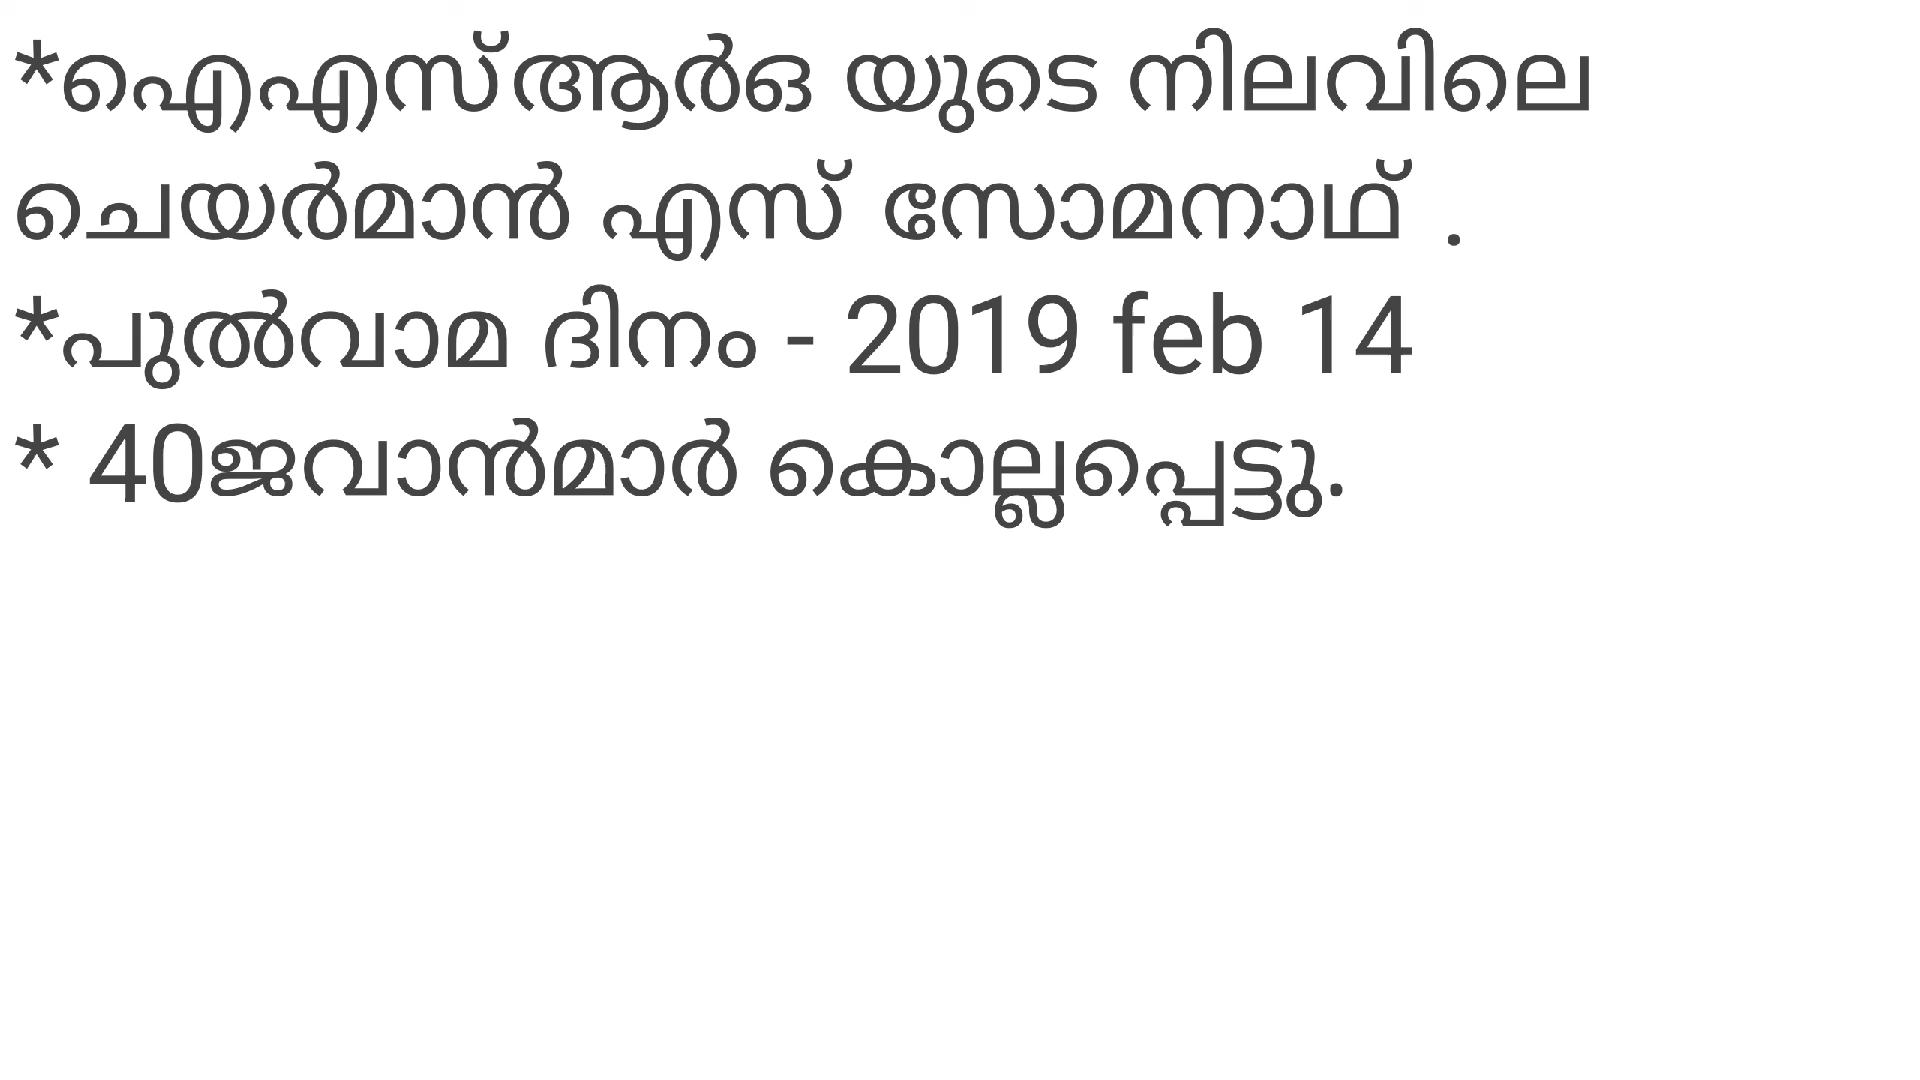 *ഐഎസ്ആർഒ യുടെ നിലവിലെ
ചെയർമാൻ എസ് സോമനാഥ് .
*പുൽവാമ ദിനം - 2019 feb 14
* 40ജവാൻമാർ കൊല്ലപ്പെട്ടു.